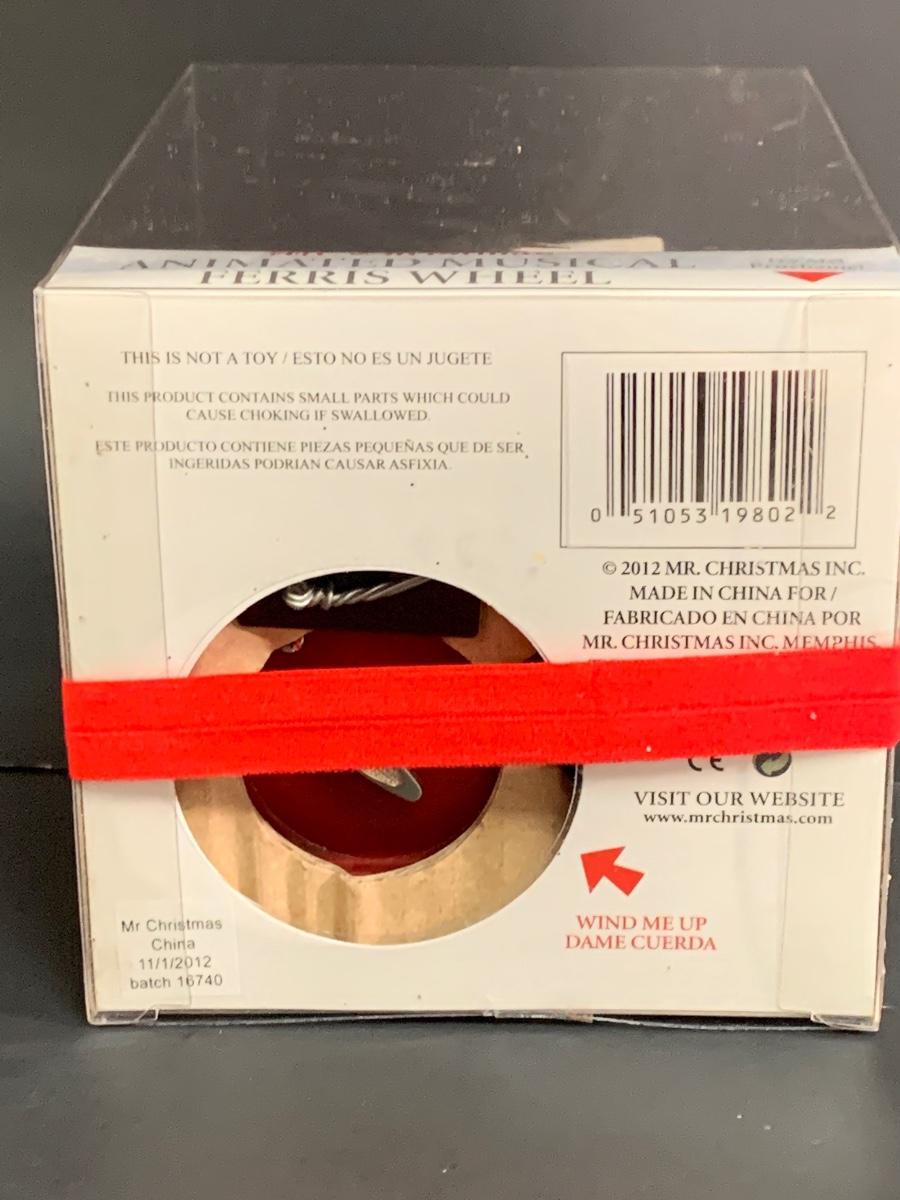 ANIMATED MUSICAL
FERRIS WHEEL
THIS IS NOT A TOY / ESTO NO ES UN JUGETE
THIS PRODUCT CONTAINS SMALL PARTS WHICH COULD
CAUSE CHOKING IF SWALLOWED.
ESTE PRODUCTO CONTIENE PIEZAS PEQUEÑAS QUE DE SER
INGERIDAS PODRIAN CAUSAR ASFIXIA.
0 51053 19802 2
© 2012 MR. CHRISTMAS INC.
MADE IN CHINA FOR /
FABRICADO EN CHINA POR
MR. CHRISTMAS INC. MEMPHIS
CE
VISIT OUR WEBSITE
www.mrchristmas.com
WIND ME UP
DAME CUERDA
Mr Christmas
China
11/1/2012
batch 16740